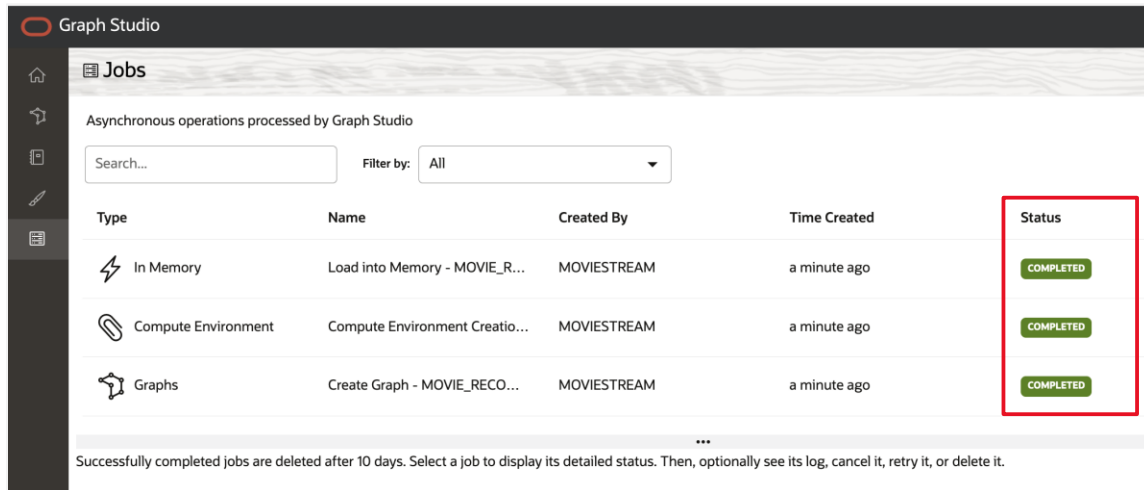 Graph Studio
Jobs
Asynchronous operations processed by Graph Studio
Search... Filter by: All
Type Name Created By Time Created Status
In Memory Load into Memory - MOVIE_R... MOVIESTREAM a minute ago COMPLETED
Compute Environment Compute Environment Creatio... MOVIESTREAM a minute ago COMPLETED
Graphs Create Graph - MOVIE_RECO... MOVIESTREAM a minute ago COMPLETED
...
Successfully completed jobs are deleted after 10 days. Select a job to display its detailed status. Then, optionally see its log, cancel it, retry it, or delete it.